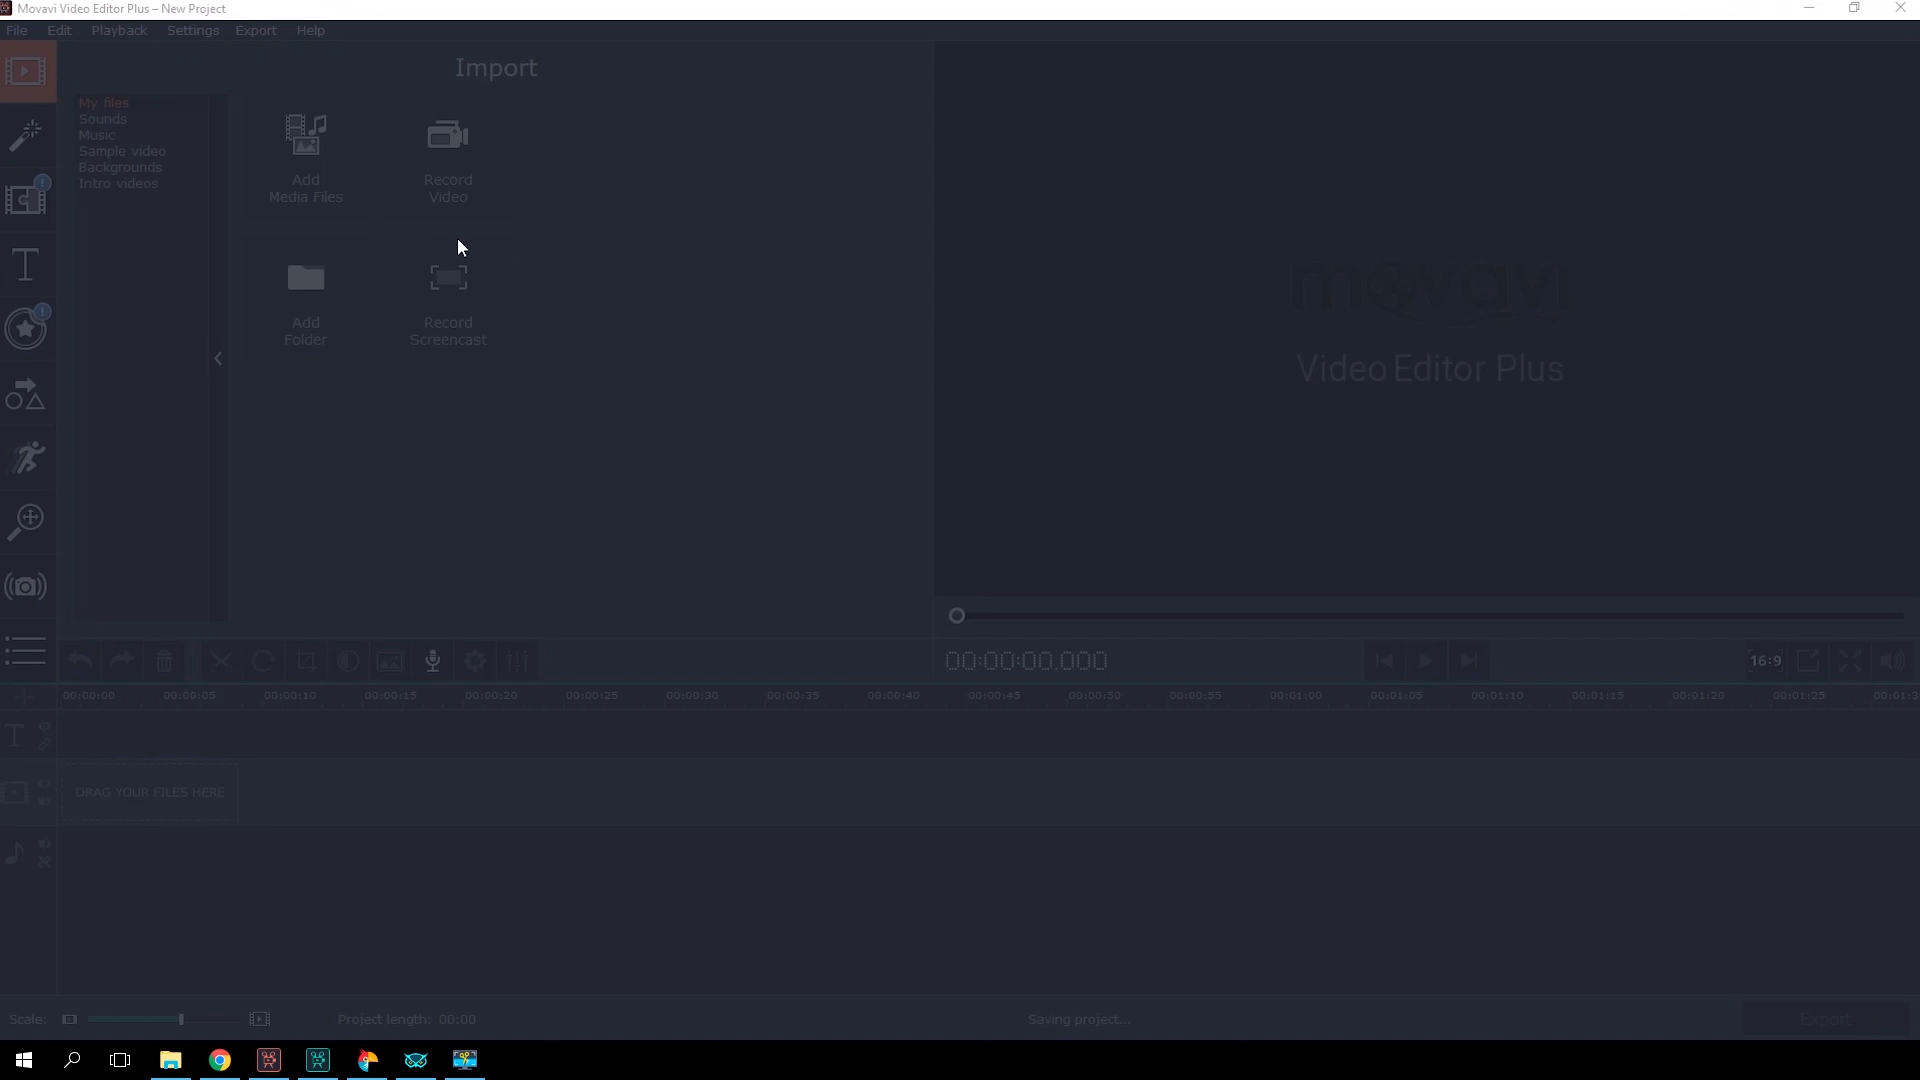 Movavi Video Editor Plus – New Project
File Edit Playback Settings Export Help
Import
My files
Sounds
Music
Sample video
Backgrounds
Intro videos
Add
Media Files
Record
Video
Add
Folder
Record
Screencast
movavi
Video Editor Plus
00:00:00.000
16:9
00:00:00 00:00:05 00:00:10 00:00:15 00:00:20 00:00:25 00:00:30 00:00:35 00:00:40 00:00:45 00:00:50 00:00:55 00:01:00 00:01:05 00:01:10 00:01:15 00:01:20 00:01:25
DRAG YOUR FILES HERE
Scale: Project length: 00:00 Saving project... Export